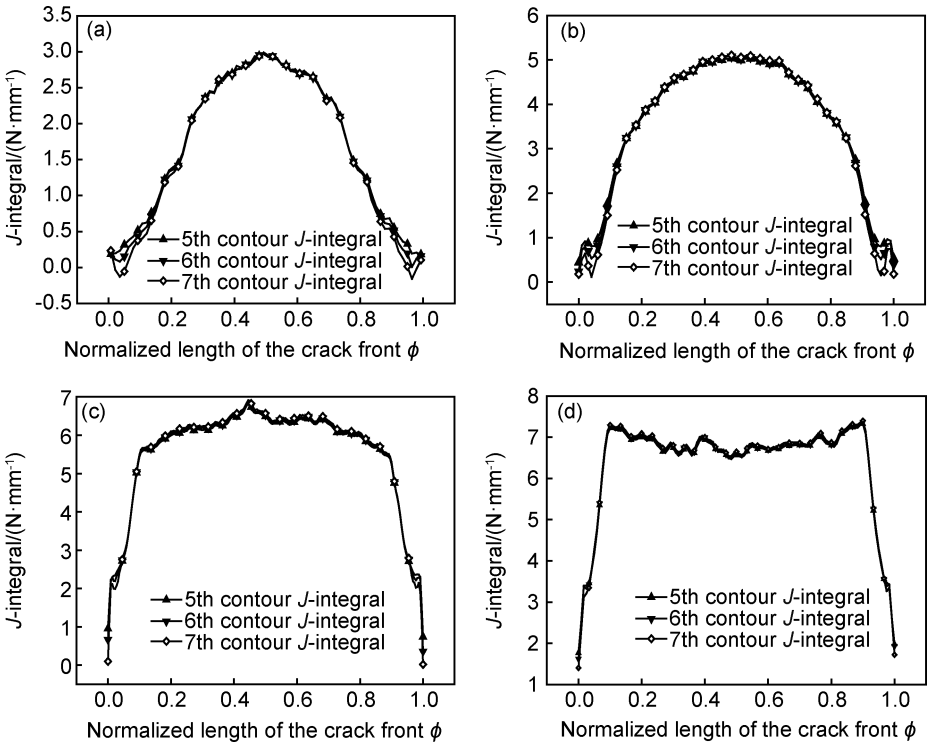 (a)
3.5
3.0
2.5
2.0
1.5
1.0
0.5
0.0
-0.5
J-integral/(N·mm⁻¹)
5th contour J-integral
6th contour J-integral
7th contour J-integral
0.0 0.2 0.4 0.6 0.8 1.0
Normalized length of the crack front ϕ
(b)
6
5
4
3
2
1
0
J-integral/(N·mm⁻¹)
5th contour J-integral
6th contour J-integral
7th contour J-integral
0.0 0.2 0.4 0.6 0.8 1.0
Normalized length of the crack front ϕ
(c)
7
6
5
4
3
2
1
0
J-integral/(N·mm⁻¹)
5th contour J-integral
6th contour J-integral
7th contour J-integral
0.0 0.2 0.4 0.6 0.8 1.0
Normalized length of the crack front ϕ
(d)
8
7
6
5
4
3
2
1
J-integral/(N·mm⁻¹)
5th contour J-integral
6th contour J-integral
7th contour J-integral
0.0 0.2 0.4 0.6 0.8 1.0
Normalized length of the crack front ϕ